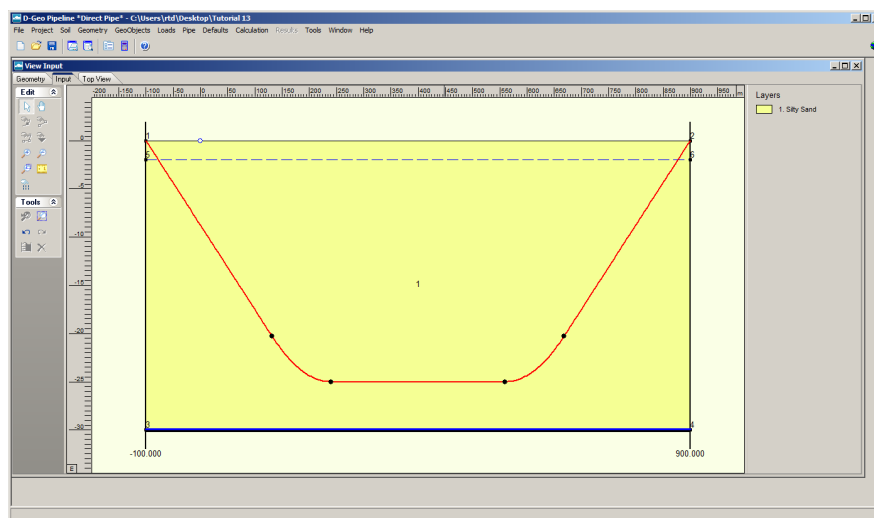 D-Geo Pipeline *Direct Pipe* - C:\Users\rtd\Desktop\Tutorial 13
File Project Soil Geometry GeoObjects Loads Pipe Defaults Calculation Results Tools Window Help
View Input
Geometry Input Top View
Edit
-200 -150 -100 -50 0 50 100 150 200 250 300 350 400 450 500 550 600 650 700 750 800 850 900 950
Layers
1. Silty Sand
1 2
0
5 6
-5
Tools
-10
1
-15
-20
-25
-30
3 4
-100.000 900.000
E